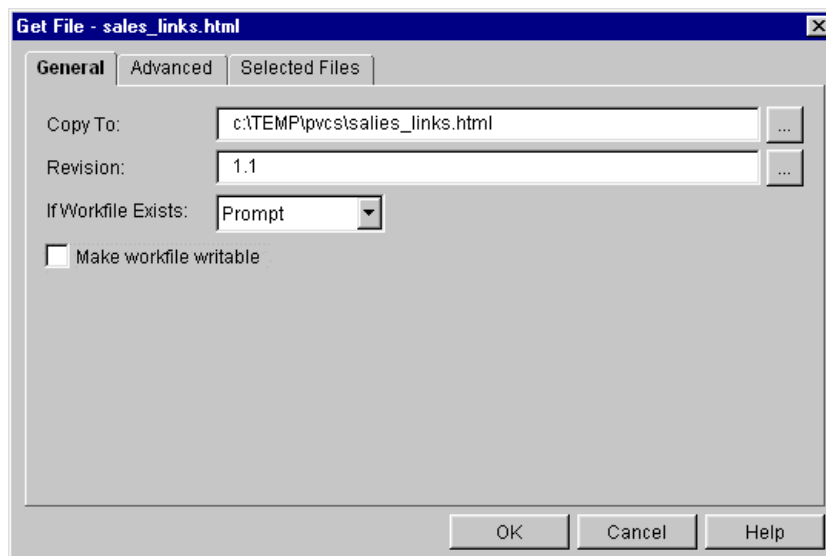 Get File - sales_links.html
General Advanced Selected Files
Copy To: c:\TEMP\pvcs\salies_links.html ...
Revision: 1.1 ...
If Workfile Exists: Prompt
Make workfile writable
OK Cancel Help